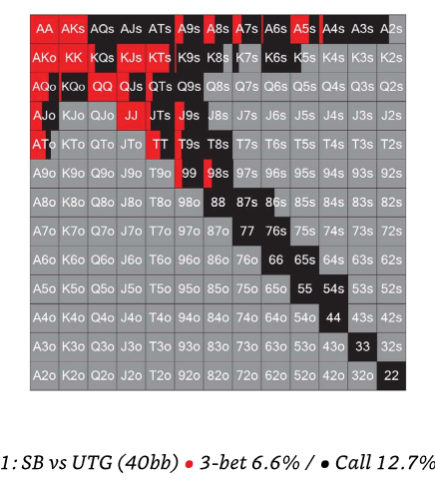 AA AKs AQs AJs ATs A9s A8s A7s A6s A5s A4s A3s A2s
AKo KK KQs KJs KTs K9s K8s K7s K6s K5s K4s K3s K2s
AQo KQo QQ QJs QTs Q9s Q8s Q7s Q6s Q5s Q4s Q3s Q2s
AJo KJo QJo JJ JTs J9s J8s J7s J6s J5s J4s J3s J2s
ATo KTo QTo JTo TT T9s T8s T7s T6s T5s T4s T3s T2s
A9o K9o Q9o J9o T9o 99 98s 97s 96s 95s 94s 93s 92s
A8o K8o Q8o J8o T8o 98o 88 87s 86s 85s 84s 83s 82s
A7o K7o Q7o J7o T7o 97o 87o 77 76s 75s 74s 73s 72s
A6o K6o Q6o J6o T6o 96o 86o 76o 66 65s 64s 63s 62s
A5o K5o Q5o J5o T5o 95o 85o 75o 65o 55 54s 53s 52s
A4o K4o Q4o J4o T4o 94o 84o 74o 64o 54o 44 43s 42s
A3o K3o Q3o J3o T3o 93o 83o 73o 63o 53o 43o 33 32s
A2o K2o Q2o J2o T2o 92o 82o 72o 62o 52o 42o 32o 22
1: SB vs UTG (40bb) • 3-bet 6.6% / • Call 12.7%